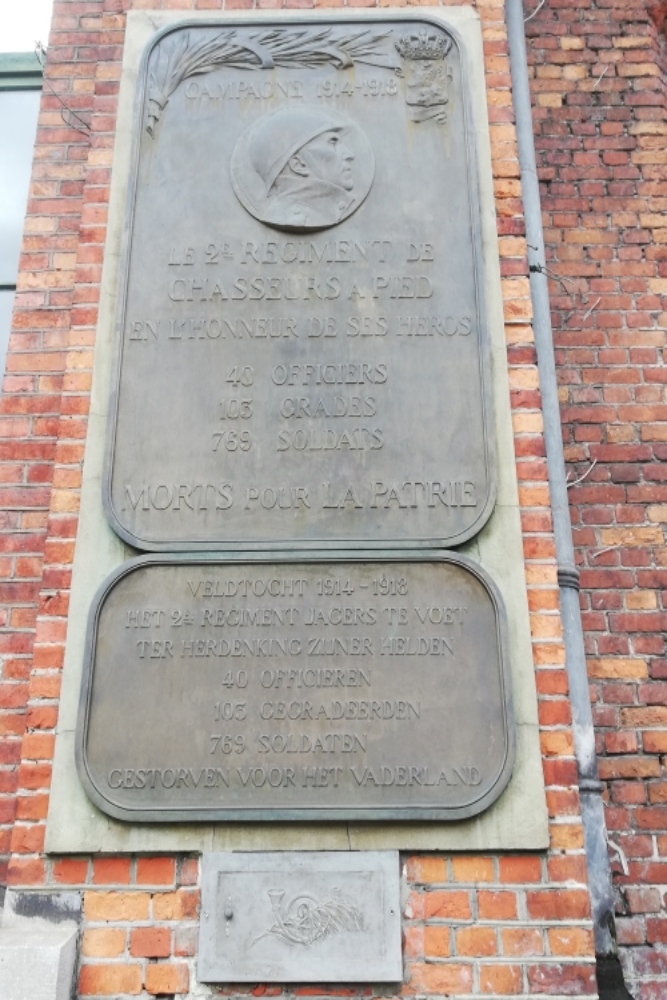 CAMPAGNE 1914-1918
LE 2E REGIMENT DE
CHASSEURS A PIED
EN L'HONNEUR DE SES HEROS
40 OFFICIERS
103 GRADES
769 SOLDATS
MORTS POUR LA PATRIE
VELDTOCHT 1914-1918
HET 2DE REGIMENT JAGERS TE VOET
TER HERDENKING ZIJNER HELDEN
40 OFFICIEREN
103 GEGRADEERDEN
769 SOLDATEN
GESTORVEN VOOR HET VADERLAND
2